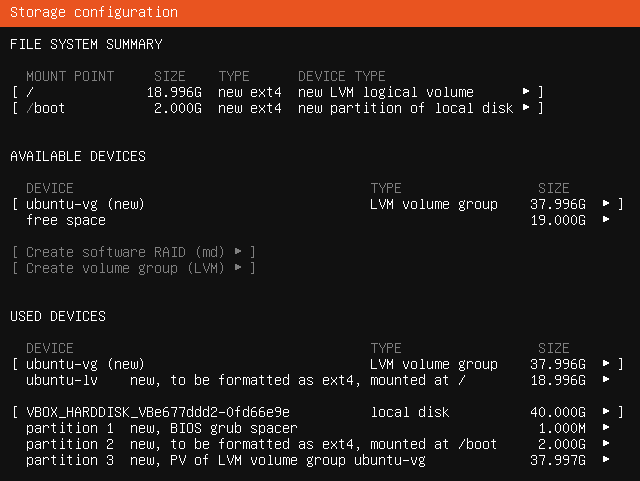 Storage configuration
FILE SYSTEM SUMMARY
MOUNT POINT SIZE TYPE DEVICE TYPE
[ / 18.996G new ext4 new LVM logical volume ▸ ]
[ /boot 2.000G new ext4 new partition of local disk ▸ ]
AVAILABLE DEVICES
DEVICE TYPE SIZE
[ ubuntu-vg (new) LVM volume group 37.996G ▸ ]
free space 19.000G ▸
[ Create software RAID (md) ▸ ]
[ Create volume group (LVM) ▸ ]
USED DEVICES
DEVICE TYPE SIZE
[ ubuntu-vg (new) LVM volume group 37.996G ▸ ]
ubuntu-lv new, to be formatted as ext4, mounted at / 18.996G ▸
[ VBOX_HARDDISK_VBe677ddd2-0fd66e9e local disk 40.000G ▸ ]
partition 1 new, BIOS grub spacer 1.000M ▸
partition 2 new, to be formatted as ext4, mounted at /boot 2.000G ▸
partition 3 new, PV of LVM volume group ubuntu-vg 37.997G ▸